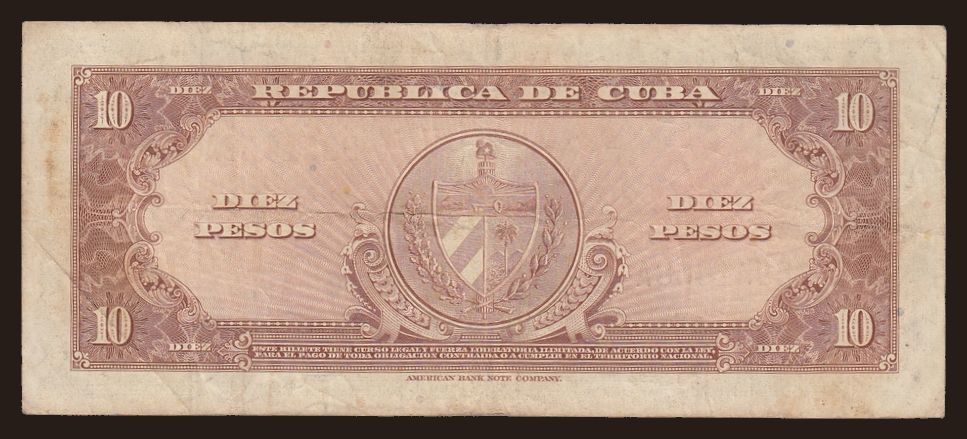 10 DIEZ REPUBLICA DE CUBA DIEZ 10
DIEZ DIEZ
PESOS PESOS
10 10
DIEZ ESTE BILLETE TIENE CURSO LEGAL Y FUERZA LIBERATORIA ILIMITADA, DE ACUERDO CON LA LEY, DIEZ
PARA EL PAGO DE TODA OBLIGACION CONTRAIDA O A CUMPLIR EN EL TERRITORIO NACIONAL.
AMERICAN BANK NOTE COMPANY.